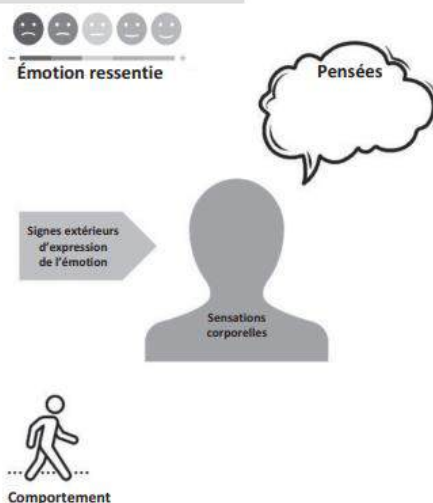 - +
Émotion ressentie
Pensées
Signes extérieurs
d’expression
de l’émotion
Sensations
corporelles
Comportement